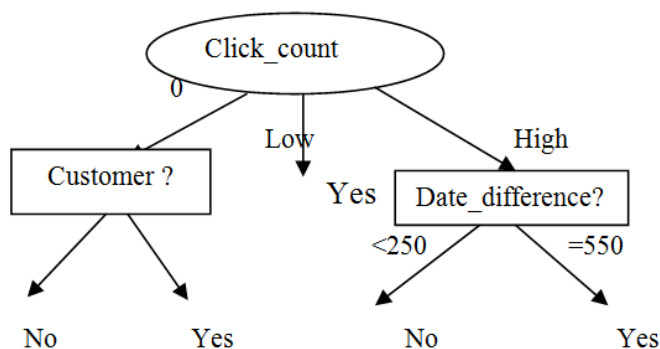 Click_count
0
Low
High
Customer ?
Yes
Date_difference?
<250
=550
No
Yes
No
Yes